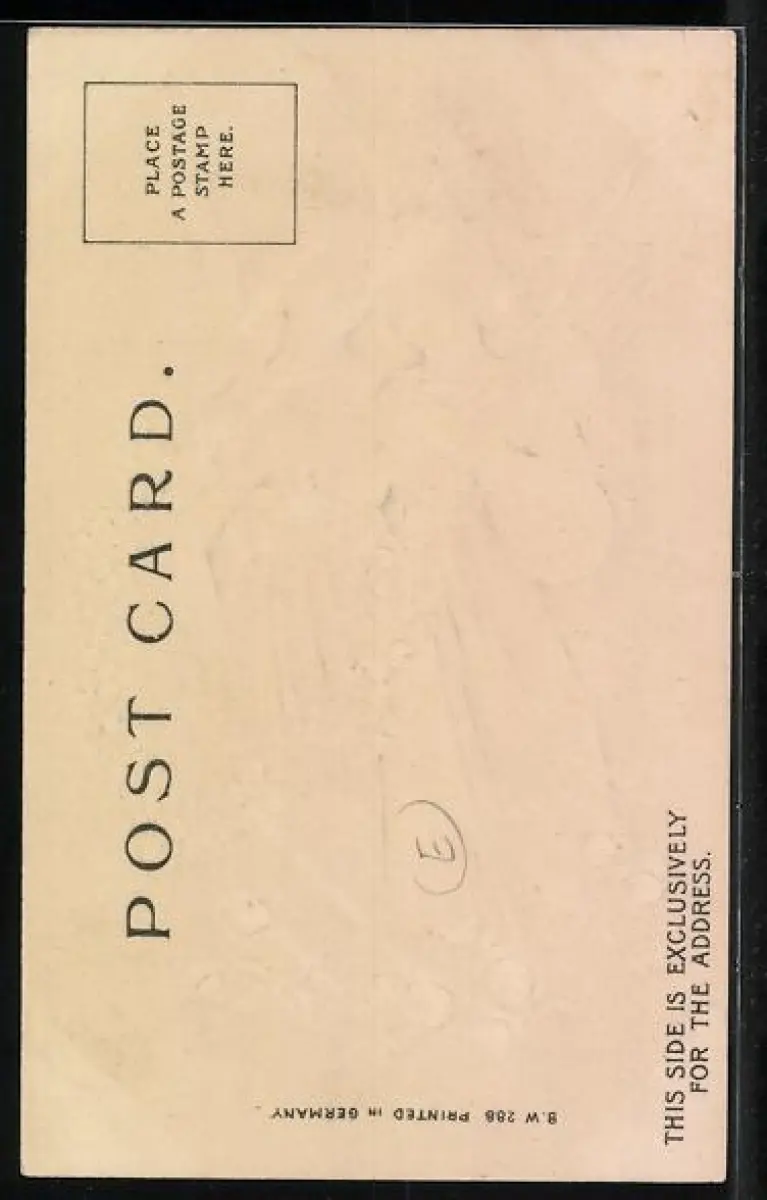 POST CARD.
PLACE
A POSTAGE
STAMP
HERE.
E
B.W 288 PRINTED IN GERMANY
THIS SIDE IS EXCLUSIVELY
FOR THE ADDRESS.